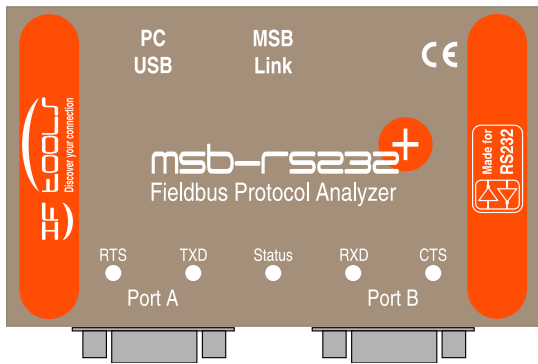 PC USB
MSB Link
CE
IF tools
Discover your connection
msb-rs232+
Fieldbus Protocol Analyzer
Made for
RS232
RTS TXD Status RXD CTS
Port A Port B